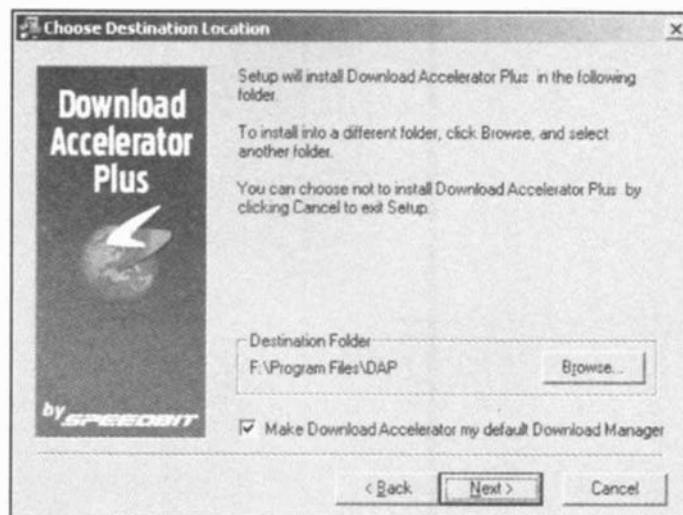 Choose Destination Location
Download
Accelerator
Plus
by SPEEDBIT
Setup will install Download Accelerator Plus in the following
folder.
To install into a different folder, click Browse, and select
another folder.
You can choose not to install Download Accelerator Plus by
clicking Cancel to exit Setup.
Destination Folder
F:\Program Files\DAP
Browse...
Make Download Accelerator my default Download Manager
< Back
Next >
Cancel